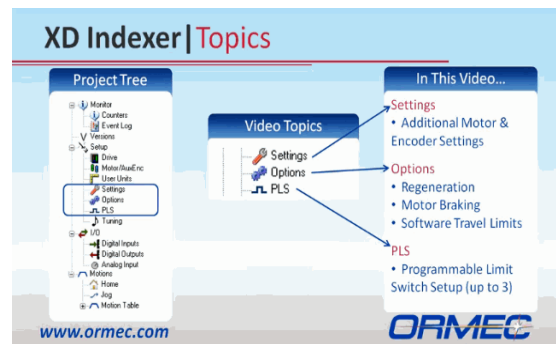 XD Indexer|Topics
Project Tree
Monitor
Counters
Event Log
Versions
Setup
Drive
Motor/AuxEnc
User Units
Settings
Options
PLS
Tuning
I/O
Digital Inputs
Digital Outputs
Analog Input
Motions
Home
Jog
Motion Table
Video Topics
Settings
Options
PLS
In This Video...
Settings
• Additional Motor &
Encoder Settings
Options
• Regeneration
• Motor Braking
• Software Travel Limits
PLS
• Programmable Limit
Switch Setup (up to 3)
www.ormec.com
ORMEC